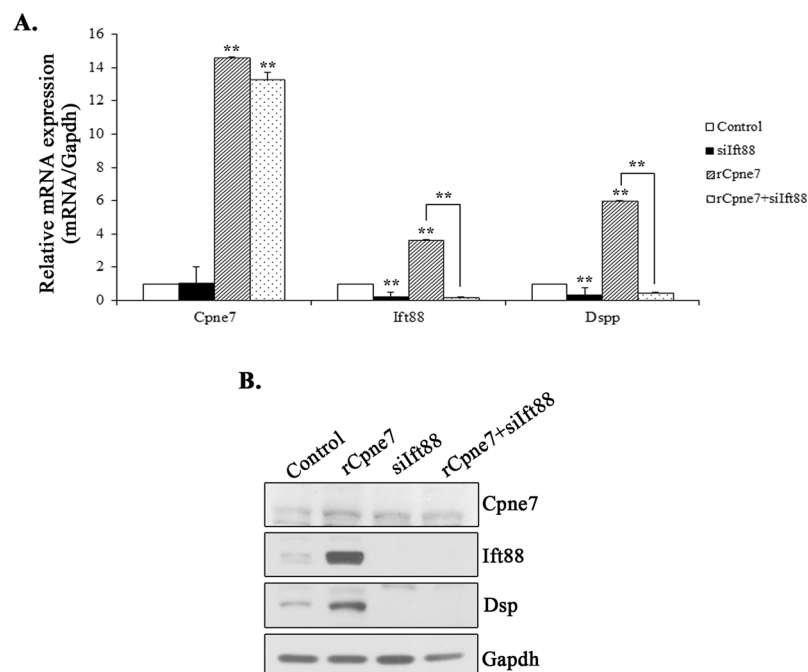 A.
Relative mRNA expression
(mRNA/Gapdh)
16
14
12
10
8
6
4
2
0
**
**
**
**
**
**
**
**
Cpne7
Ift88
Dspp
Control
siIft88
rCpne7
rCpne7+siIft88
B.
Control
rCpne7
siIft88
rCpne7+siIft88
Cpne7
Ift88
Dsp
Gapdh